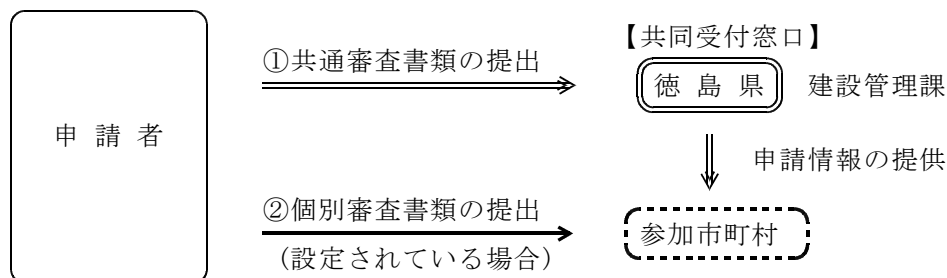 【共同受付窓口】
①共通審査書類の提出
徳島県 建設管理課
申請者
申請情報の提供
②個別審査書類の提出
(設定されている場合)
参加市町村